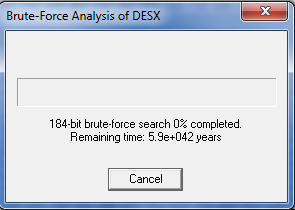 Brute-Force Analysis of DESX
184-bit brute-force search 0% completed.
Remaining time: 5.9e+042 years
Cancel